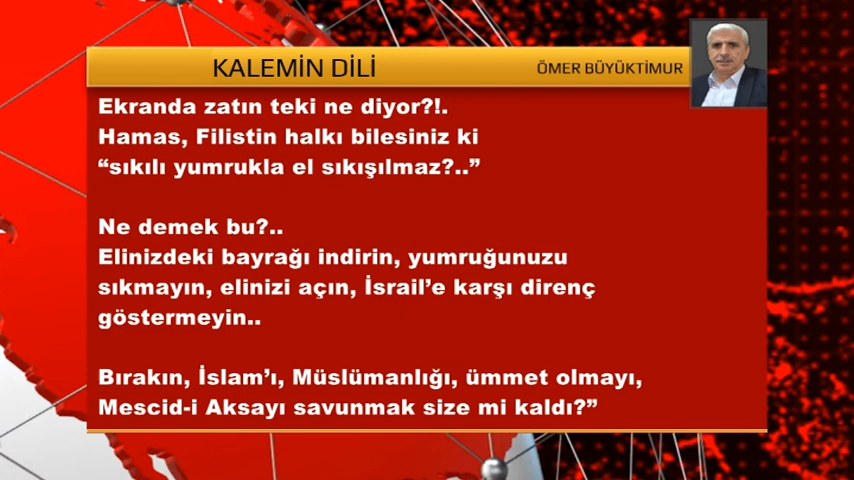 KALEMİN DİLİ
ÖMER BÜYÜKTİMUR
Ekranda zatın teki ne diyor?!.
Hamas, Filistin halkı bilesiniz ki
“sıkılı yumrukla el sıkışılmaz?..”
Ne demek bu?..
Elinizdeki bayrağı indirin, yumruğunuzu
sıkmayın, elinizi açın, İsrail’e karşı direnç
göstermeyin..
Bırakın, İslam’ı, Müslümanlığı, ümmet olmayı,
Mescid-i Aksayı savunmak size mi kaldı?”